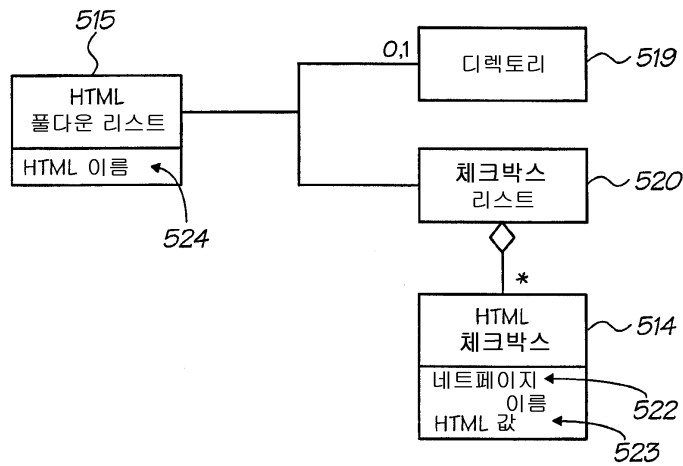 515
HTML
풀다운 리스트
HTML 이름
524
0,1
디렉토리
519
체크박스
리스트
520
*
HTML
체크박스
514
네트페이지
이름
522
HTML 값
523